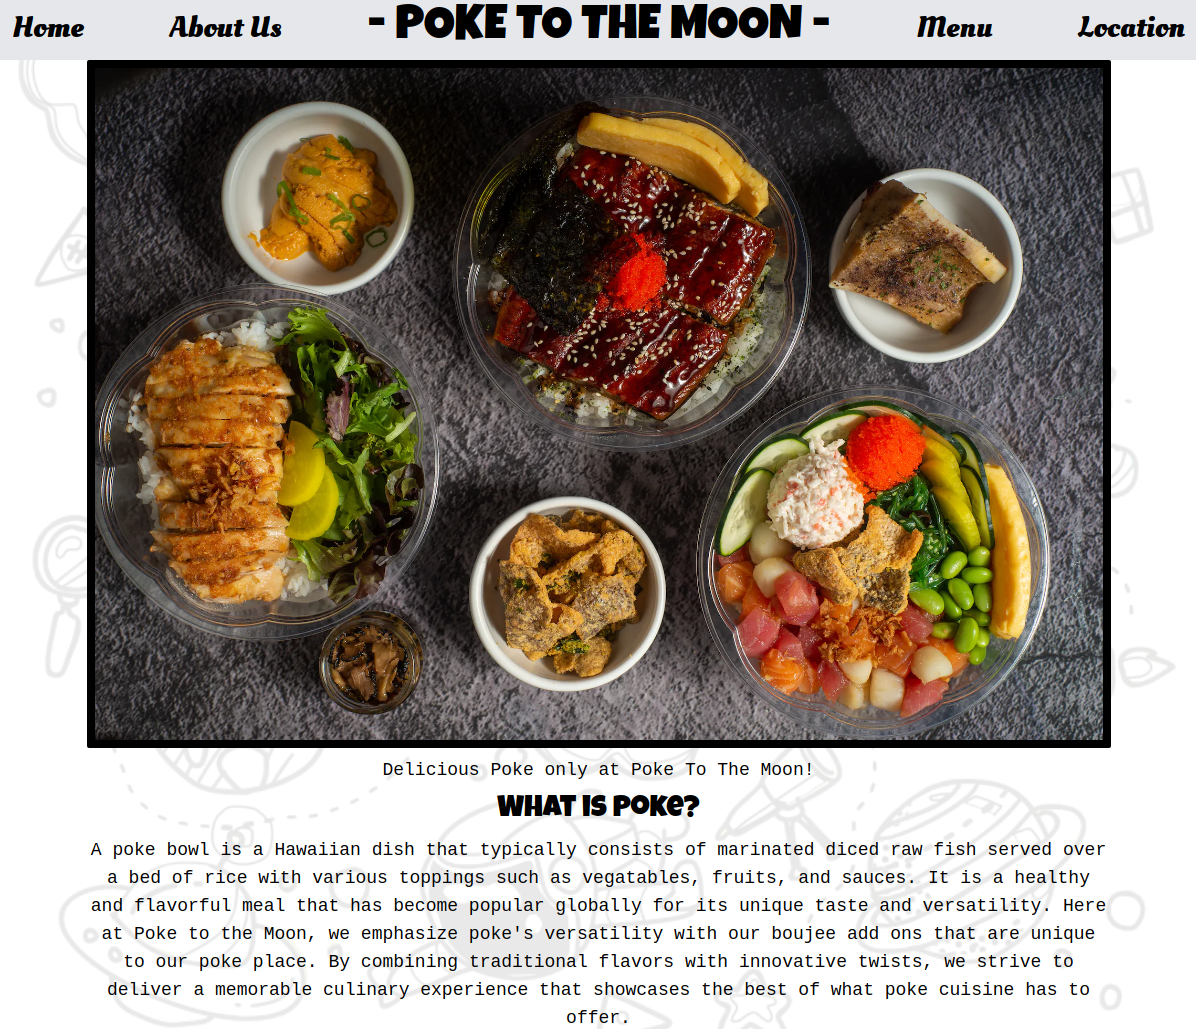 Home About Us - POKE TO THE MOON - Menu Location
Delicious Poke only at Poke To The Moon!
WHAT IS POKe?
A poke bowl is a Hawaiian dish that typically consists of marinated diced raw fish served over
a bed of rice with various toppings such as vegatables, fruits, and sauces. It is a healthy
and flavorful meal that has become popular globally for its unique taste and versatility. Here
at Poke to the Moon, we emphasize poke's versatility with our boujee add ons that are unique
to our poke place. By combining traditional flavors with innovative twists, we strive to
deliver a memorable culinary experience that showcases the best of what poke cuisine has to
offer.